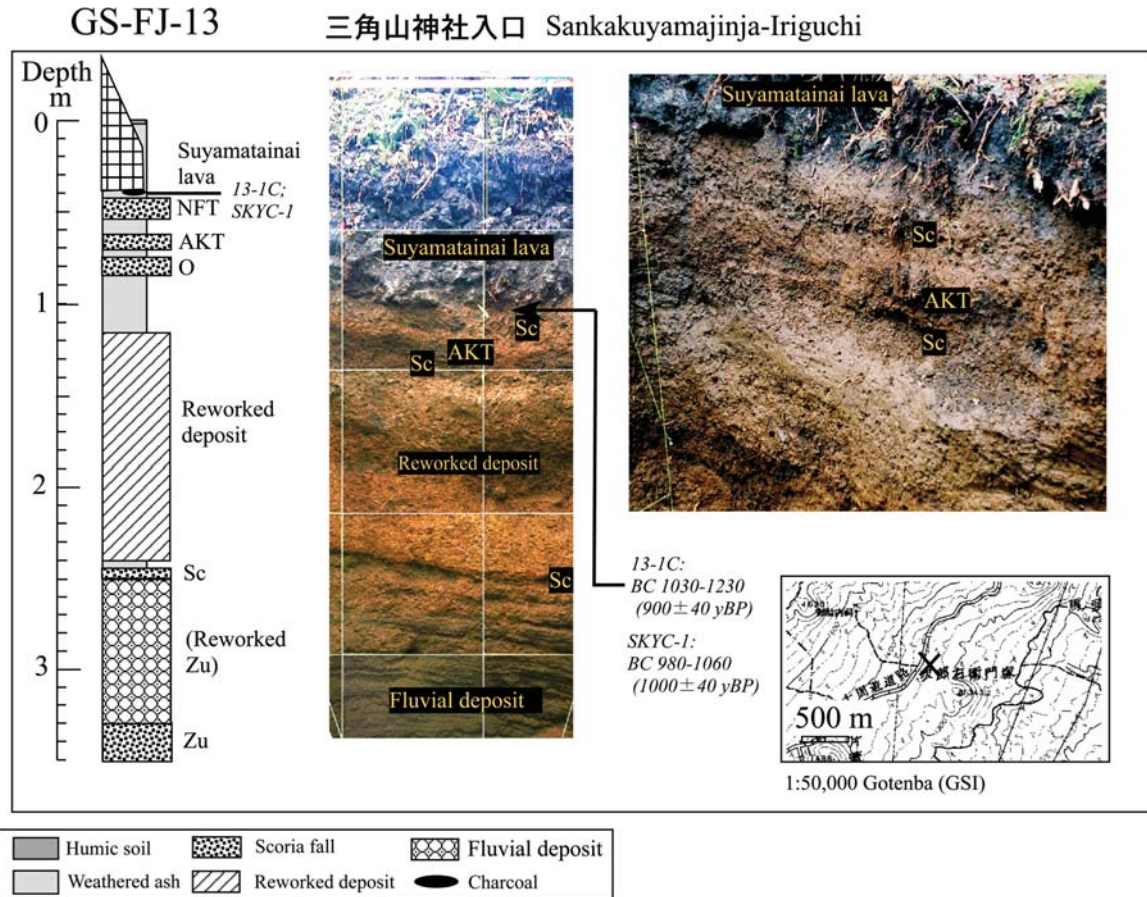 GS-FJ-13
三角山神社入口 Sankakuyamajinja-Iriguchi
Depth
m
0
1
2
3
Suyamatainai
lava
13-1C;
SKYC-1
NFT
AKT
O
Reworked
deposit
Sc
(Reworked
Zu)
Zu
Suyamatainai lava
Sc
AKT
Sc
Reworked deposit
Sc
Fluvial deposit
Suyamatainai lava
Sc
AKT
Sc
13-1C:
BC 1030-1230
(900±40 yBP)
SKYC-1:
BC 980-1060
(1000±40 yBP)
500 m
1:50,000 Gotenba (GSI)
Humic soil
Scoria fall
Fluvial deposit
Weathered ash
Reworked deposit
Charcoal